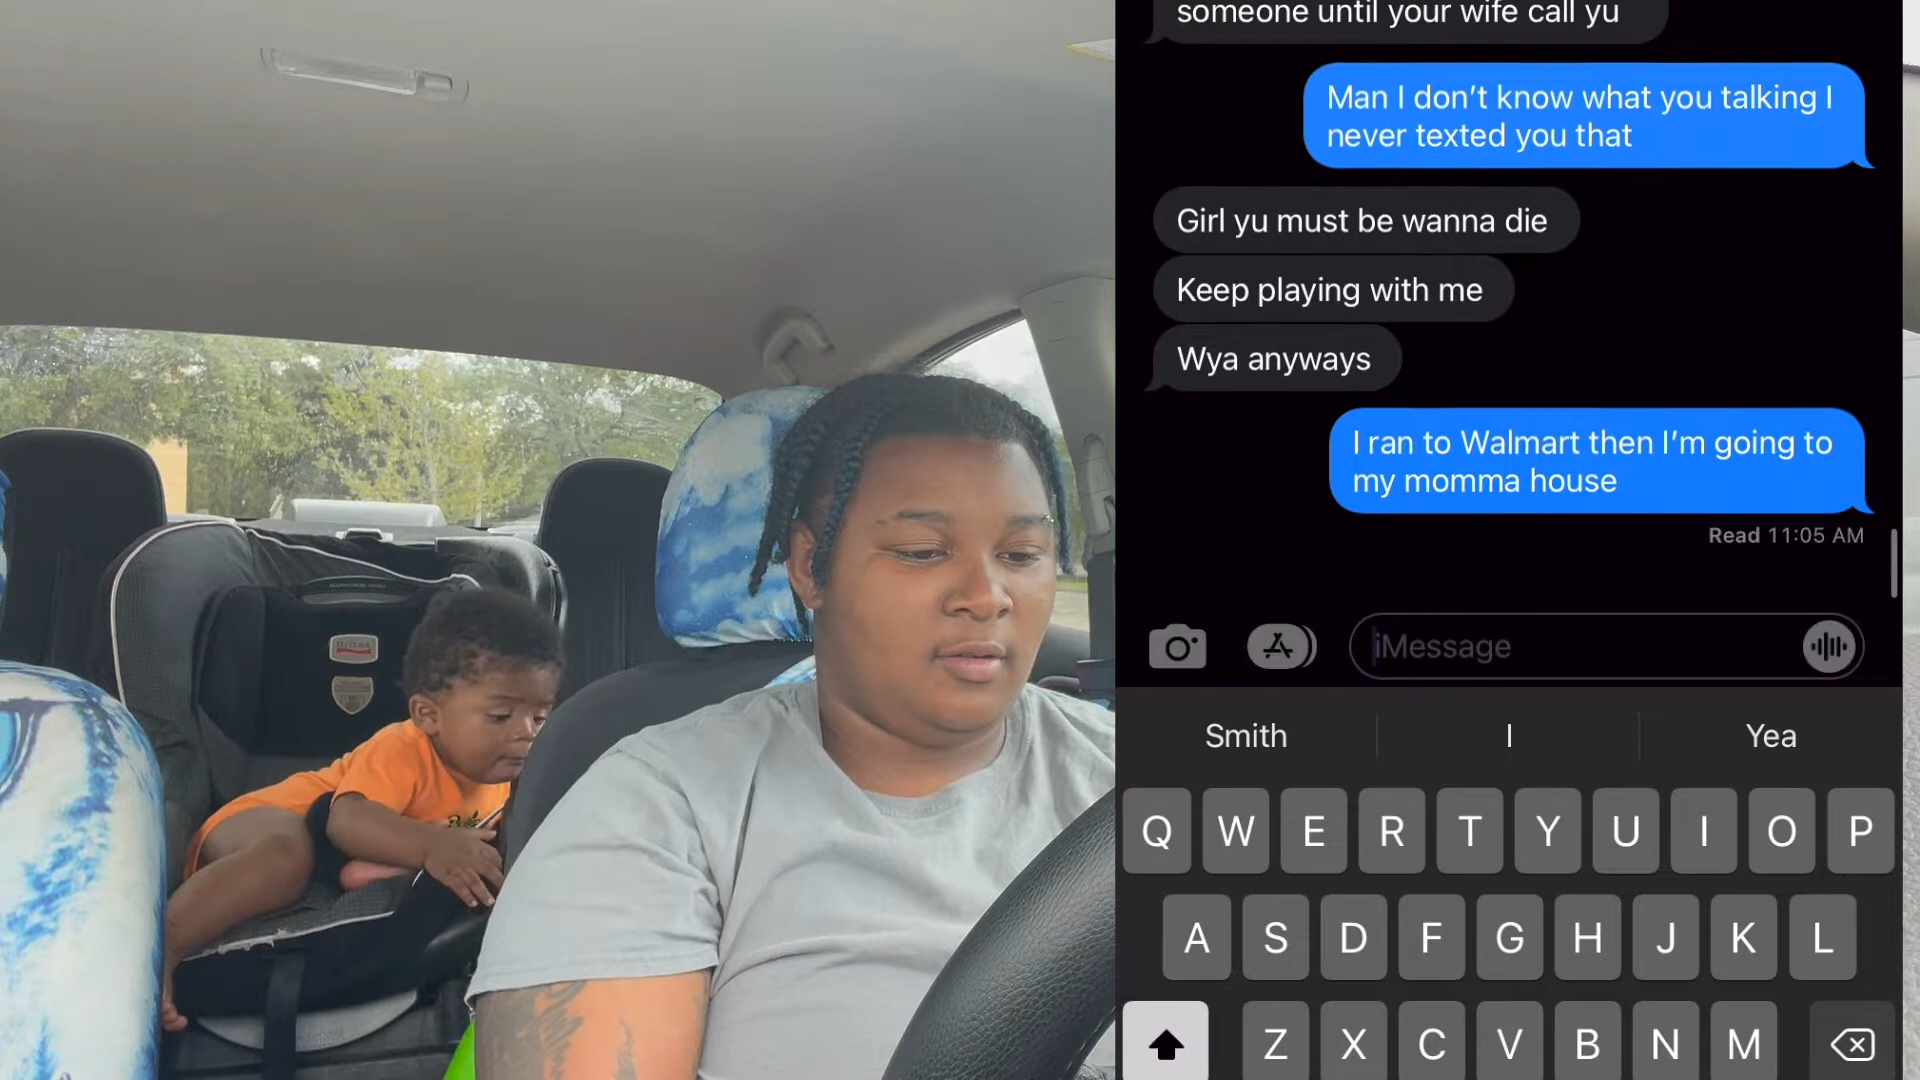 someone until your wife call yu
Man I don't know what you talking I
never texted you that
Girl yu must be wanna die
Keep playing with me
Wya anyways
I ran to Walmart then I'm going to
my momma house
Read 11:05 AM
iMessage
Smith I Yea
Q W E R T Y U I O P
A S D F G H J K L
Z X C V B N M